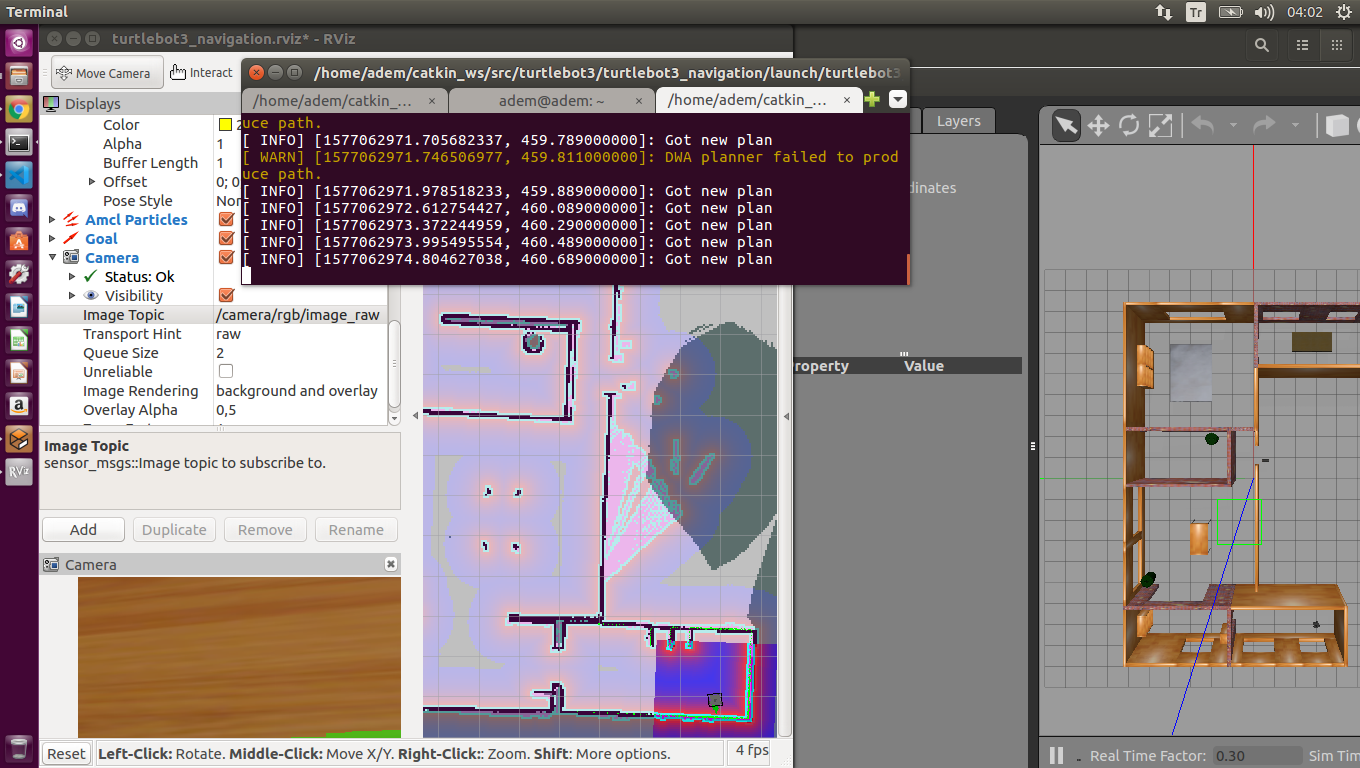 Terminal
Tr
04:02
turtlebot3_navigation.rviz* - RViz
Move Camera
Interact
/home/adem/catkin_ws/src/turtlebot3/turtlebot3_navigation/launch/turtlebot3
/home/adem/catkin_... ×
adem@adem: ~ ×
/home/adem/catkin_... ×
Displays
Layers
uce path.
[ INFO] [1577062971.705682337, 459.789000000]: Got new plan
[ WARN] [1577062971.746506977, 459.811000000]: DWA planner failed to prod
uce path.
[ INFO] [1577062971.978518233, 459.889000000]: Got new plan
[ INFO] [1577062972.612754427, 460.089000000]: Got new plan
[ INFO] [1577062973.372244959, 460.290000000]: Got new plan
[ INFO] [1577062973.995495554, 460.489000000]: Got new plan
[ INFO] [1577062974.804627038, 460.689000000]: Got new plan
Color
Alpha 1
Buffer Length 1
Offset 0; 0
Pose Style
Amcl Particles
Goal
Camera
Status: Ok
Visibility
Image Topic /camera/rgb/image_raw
Transport Hint raw
Queue Size 2
Unreliable
Image Rendering background and overlay
Overlay Alpha 0,5
Image Topic
sensor_msgs::Image topic to subscribe to.
Add
Duplicate
Remove
Rename
Camera
RViz
Reset
Left-Click: Rotate. Middle-Click: Move X/Y. Right-Click:: Zoom. Shift: More options.
4 fps
dinates
roperty
Value
Real Time Factor: 0.30
Sim Tim